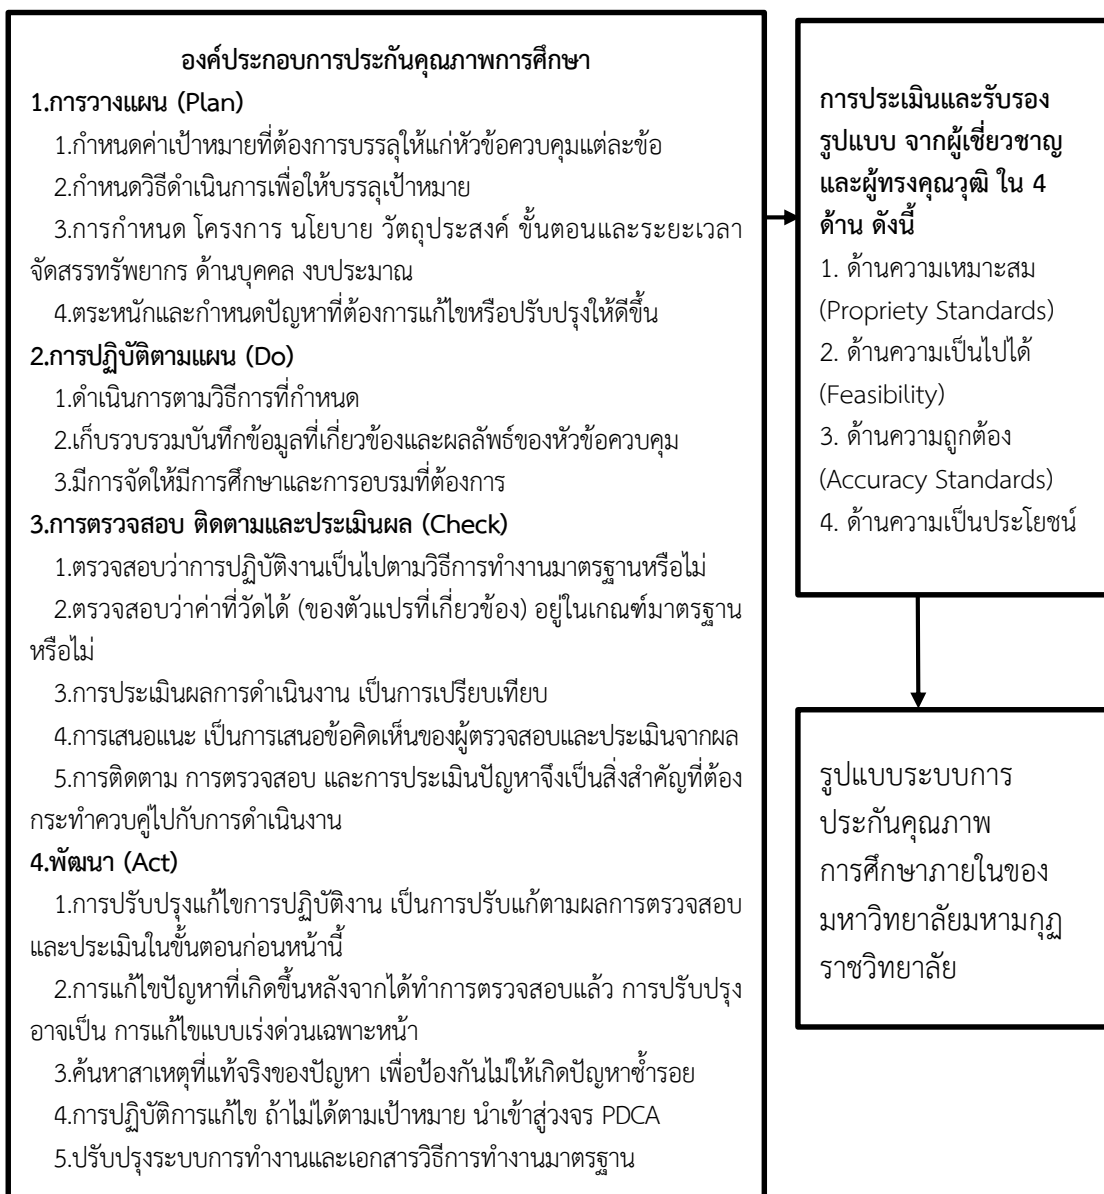 องค์ประกอบการประกันคุณภาพการศึกษา
1.การวางแผน (Plan)
1.กำหนดค่าเป้าหมายที่ต้องการบรรลุให้แก่หัวข้อควบคุมแต่ละข้อ
2.กำหนดวิธีดำเนินการเพื่อให้บรรลุเป้าหมาย
3.การกำหนด โครงการ นโยบาย วัตถุประสงค์ ขั้นตอนและระยะเวลา
จัดสรรทรัพยากร ด้านบุคคล งบประมาณ
4.ตระหนักและกำหนดปัญหาที่ต้องการแก้ไขหรือปรับปรุงให้ดีขึ้น
2.การปฏิบัติตามแผน (Do)
1.ดำเนินการตามวิธีการที่กำหนด
2.เก็บรวบรวมบันทึกข้อมูลที่เกี่ยวข้องและผลลัพธ์ของหัวข้อควบคุม
3.มีการจัดให้มีการศึกษาและการอบรมที่ต้องการ
3.การตรวจสอบ ติดตามและประเมินผล (Check)
1.ตรวจสอบว่าการปฏิบัติงานเป็นไปตามวิธีการทำงานมาตรฐานหรือไม่
2.ตรวจสอบว่าค่าที่วัดได้ (ของตัวแปรที่เกี่ยวข้อง) อยู่ในเกณฑ์มาตรฐาน
หรือไม่
3.การประเมินผลการดำเนินงาน เป็นการเปรียบเทียบ
4.การเสนอแนะ เป็นการเสนอข้อคิดเห็นของผู้ตรวจสอบและประเมินจากผล
5.การติดตาม การตรวจสอบ และการประเมินปัญหาจึงเป็นสิ่งสำคัญที่ต้อง
กระทำควบคู่ไปกับการดำเนินงาน
4.พัฒนา (Act)
1.การปรับปรุงแก้ไขการปฏิบัติงาน เป็นการปรับแก้ตามผลการตรวจสอบ
และประเมินในขั้นตอนก่อนหน้านี้
2.การแก้ไขปัญหาที่เกิดขึ้นหลังจากได้ทำการตรวจสอบแล้ว การปรับปรุง
อาจเป็น การแก้ไขแบบเร่งด่วนเฉพาะหน้า
3.ค้นหาสาเหตุที่แท้จริงของปัญหา เพื่อป้องกันไม่ให้เกิดปัญหาซ้ำรอย
4.การปฏิบัติการแก้ไข ถ้าไม่ได้ตามเป้าหมาย นำเข้าสู่วงจร PDCA
5.ปรับปรุงระบบการทำงานและเอกสารวิธีการทำงานมาตรฐาน
การประเมินและรับรอง
รูปแบบ จากผู้เชี่ยวชาญ
และผู้ทรงคุณวุฒิ ใน 4
ด้าน ดังนี้
1. ด้านความเหมาะสม
(Propriety Standards)
2. ด้านความเป็นไปได้
(Feasibility)
3. ด้านความถูกต้อง
(Accuracy Standards)
4. ด้านความเป็นประโยชน์
รูปแบบระบบการ
ประกันคุณภาพ
การศึกษาภายในของ
มหาวิทยาลัยมหามกุฏ
ราชวิทยาลัย